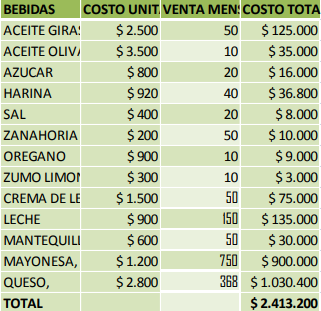 BEBIDAS COSTO UNIT VENTA MENS COSTO TOTA
ACEITE GIRAS $ 2.500 50 $ 125.000
ACEITE OLIVA $ 3.500 10 $ 35.000
AZUCAR $ 800 20 $ 16.000
HARINA $ 920 40 $ 36.800
SAL $ 400 20 $ 8.000
ZANAHORIA $ 200 50 $ 10.000
OREGANO $ 900 10 $ 9.000
ZUMO LIMON $ 300 10 $ 3.000
CREMA DE LE $ 1.500 50 $ 75.000
LECHE $ 900 150 $ 135.000
MANTEQUILL $ 600 50 $ 30.000
MAYONESA, $ 1.200 750 $ 900.000
QUESO, $ 2.800 368 $ 1.030.400
TOTAL $ 2.413.200